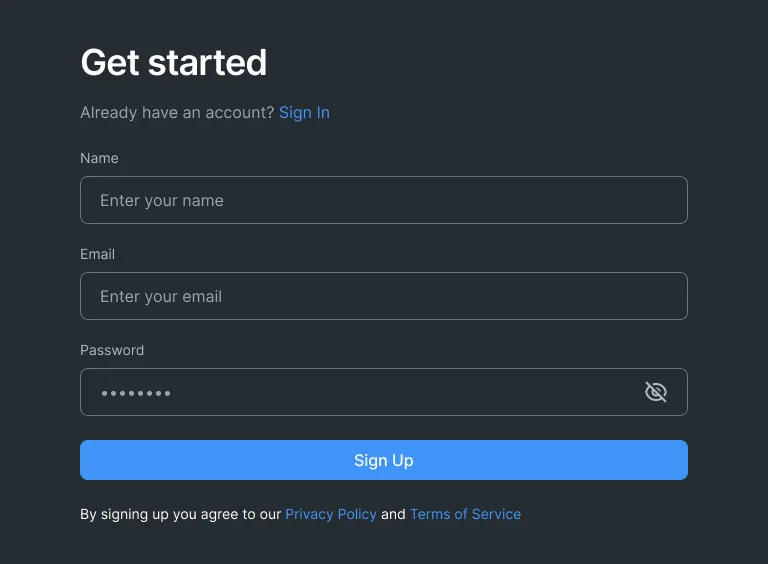 Get started
Already have an account? Sign In
Name
Enter your name
Email
Enter your email
Password
••••••••
Sign Up
By signing up you agree to our Privacy Policy and Terms of Service